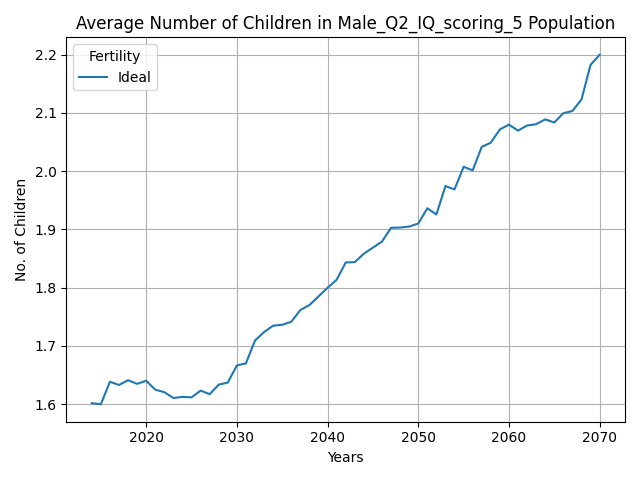 Average Number of Children in Male_Q2_IQ_scoring_5 Population
Fertility
Ideal
No. of Children
2.2
2.1
2.0
1.9
1.8
1.7
1.6
2020 2030 2040 2050 2060 2070
Years